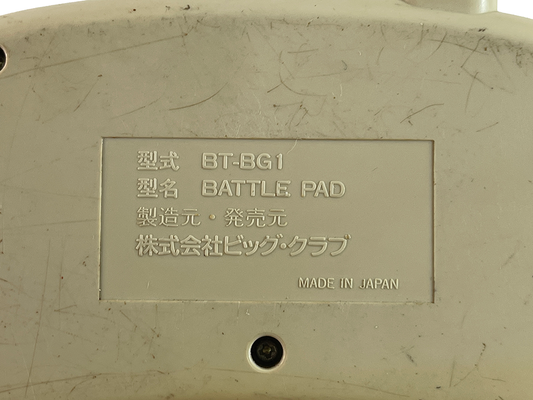 型式 BT-BG1
型名 BATTLE PAD
製造元・発売元
株式会社ビッグ・クラブ
MADE IN JAPAN